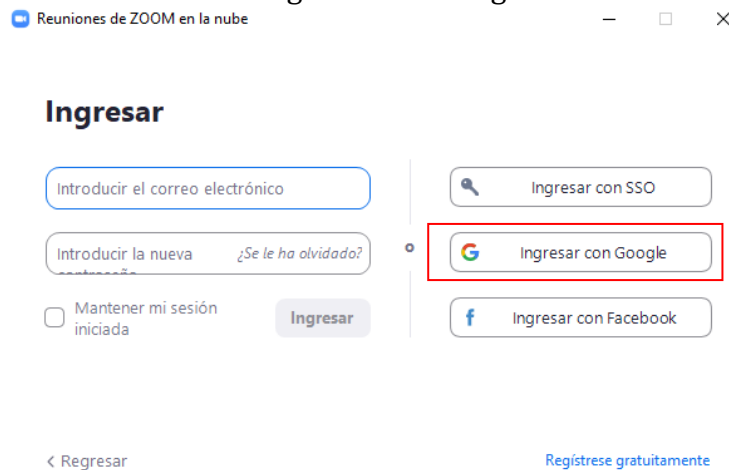 Reuniones de ZOOM en la nube
Ingresar
Introducir el correo electrónico
Introducir la nueva
¿Se le ha olvidado?
Mantener mi sesión
iniciada
Ingresar
o
Ingresar con SSO
Ingresar con Google
Ingresar con Facebook
Regresar
Regístrese gratuitamente